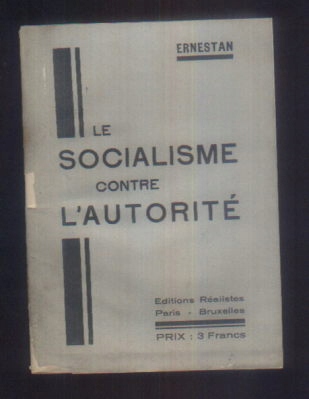 ERNESTAN
LE
SOCIALISME
CONTRE
L'AUTORITÉ
Editions Réalistes
Paris - Bruxelles
PRIX : 3 Francs